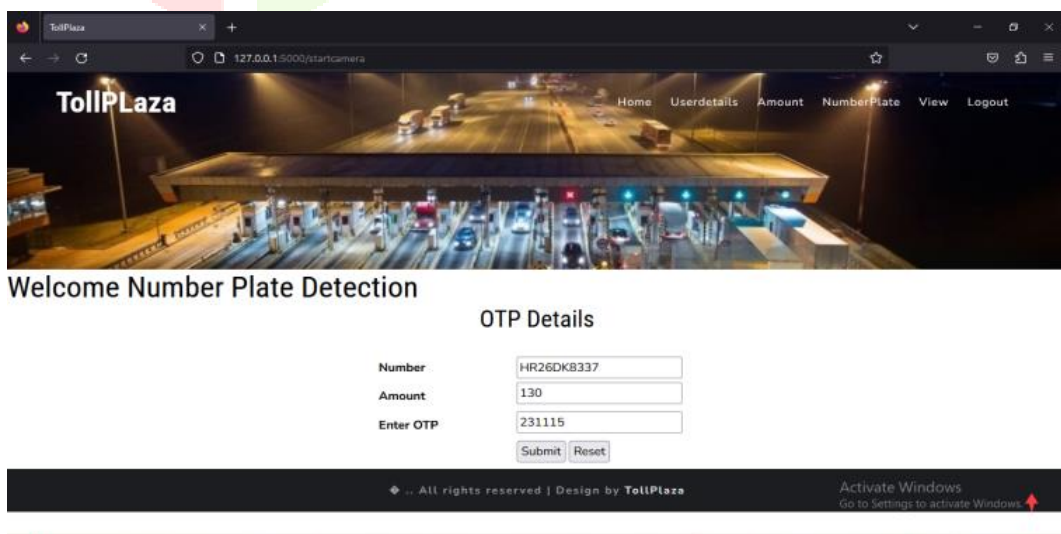 TollPlaza
127.0.0.1:5000/startcamera
TollPLaza
Home Userdetails Amount NumberPlate View Logout
Welcome Number Plate Detection
OTP Details
Number HR26DK8337
Amount 130
Enter OTP 231115
Submit Reset
.. All rights reserved | Design by TollPlaza
Activate Windows
Go to Settings to activate Windows.